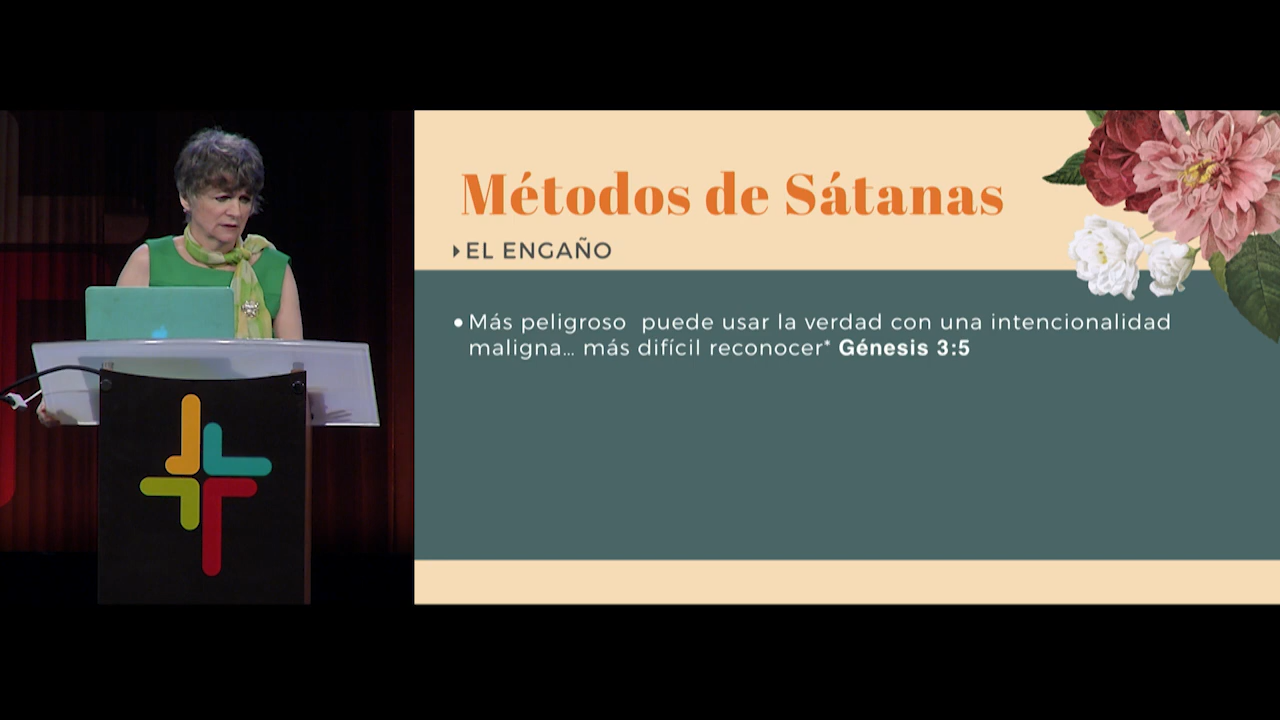 Métodos de Sátanas
EL ENGAÑO
Más peligroso puede usar la verdad con una intencionalidad
maligna... más difícil reconocer* Génesis 3:5